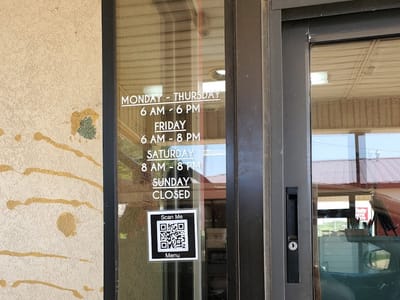 MONDAY - THURSDAY
6 AM - 6 PM
FRIDAY
6 AM - 8 PM
SATURDAY
8 AM - 8 PM
SUNDAY
CLOSED
Scan Me
Menu